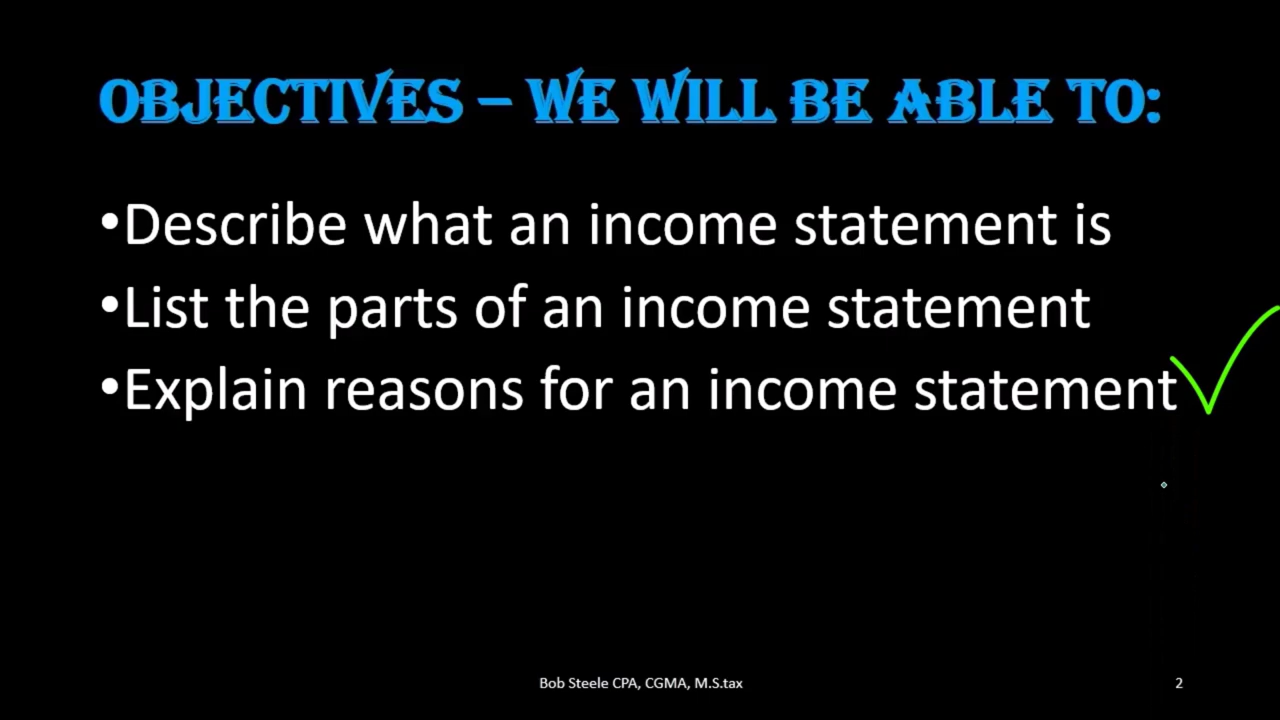 OBJECTIVES – WE WILL BE ABLE TO:
•Describe what an income statement is
•List the parts of an income statement
•Explain reasons for an income statement
Bob Steele CPA, CGMA, M.S.tax
2